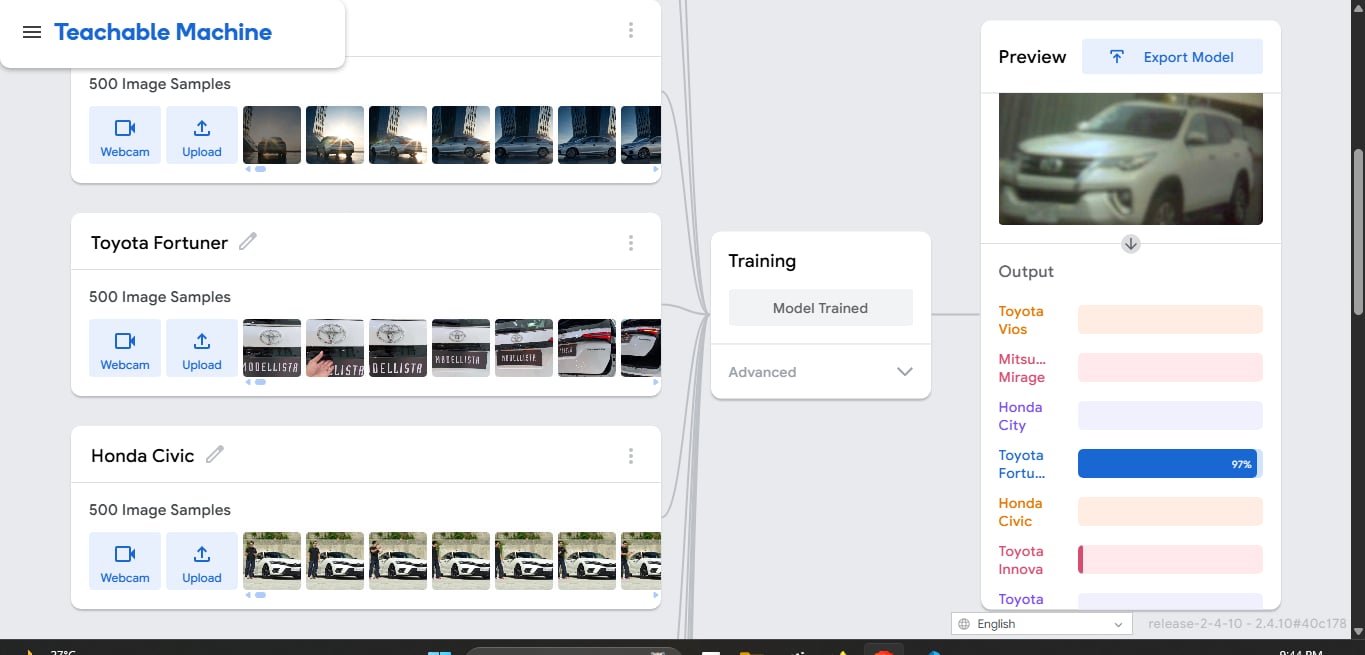 Teachable Machine
500 Image Samples
Webcam
Upload
Toyota Fortuner
500 Image Samples
Webcam
Upload
MODELLISTA
Honda Civic
500 Image Samples
Webcam
Upload
Training
Model Trained
Advanced
Preview
Export Model
Output
Toyota
Vios
Mitsu...
Mirage
Honda
City
Toyota
Fortu...
97%
Honda
Civic
Toyota
Innova
Toyota
English
release-2-4-10 - 2.4.10#40c178
27°C
9:44 PM